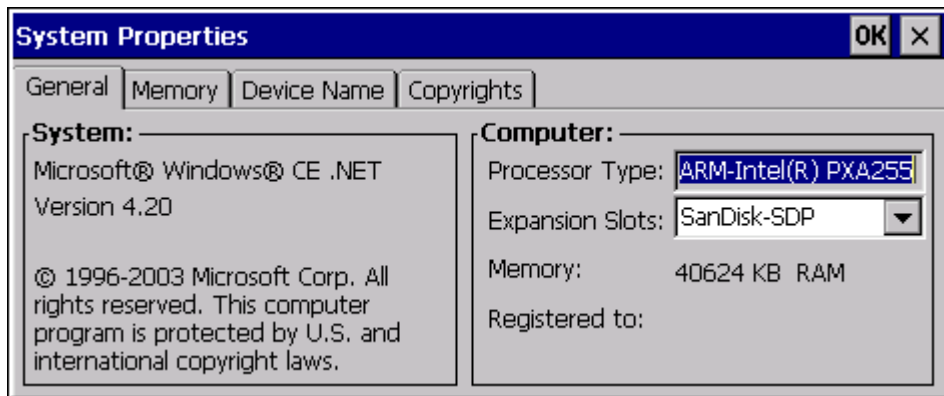 System Properties
OK ×
General Memory Device Name Copyrights
System:
Microsoft® Windows® CE .NET
Version 4.20
© 1996-2003 Microsoft Corp. All
rights reserved. This computer
program is protected by U.S. and
international copyright laws.
Computer:
Processor Type: ARM-Intel(R) PXA255
Expansion Slots: SanDisk-SDP
Memory: 40624 KB RAM
Registered to: